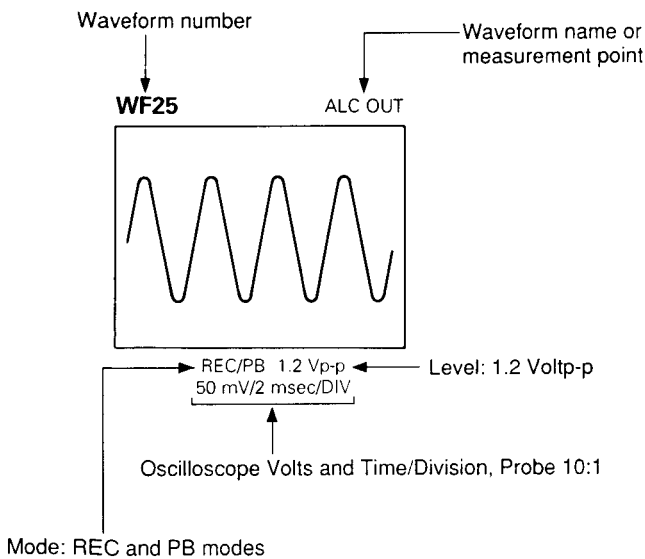 Waveform number
Waveform name or
measurement point
WF25
ALC OUT
REC/PB 1.2 Vp-p
Level: 1.2 Voltp-p
50 mV/2 msec/DIV
Oscilloscope Volts and Time/Division, Probe 10:1
Mode: REC and PB modes